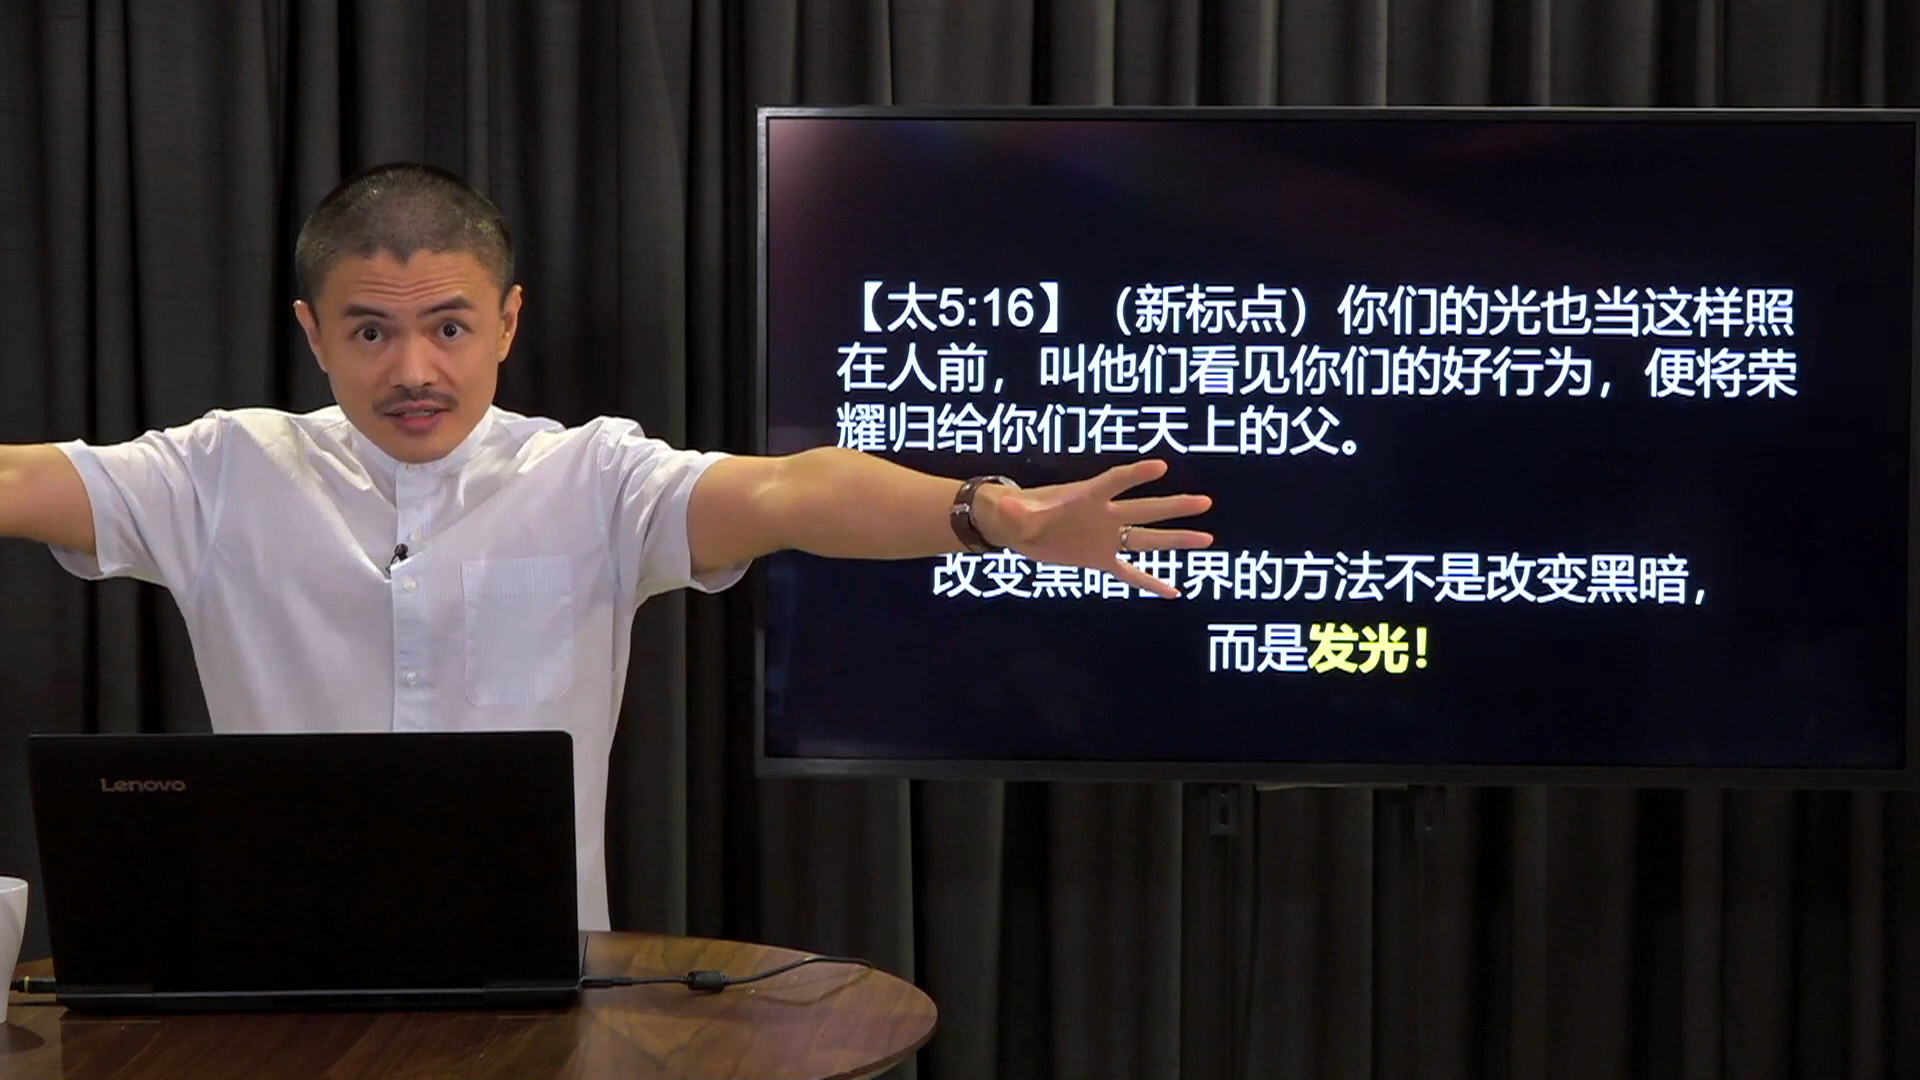 【太5:16】（新标点）你们的光也当这样照
在人前，叫他们看见你们的好行为，便将荣
耀归给你们在天上的父。
改变黑暗世界的方法不是改变黑暗，
而是发光！
Lenovo